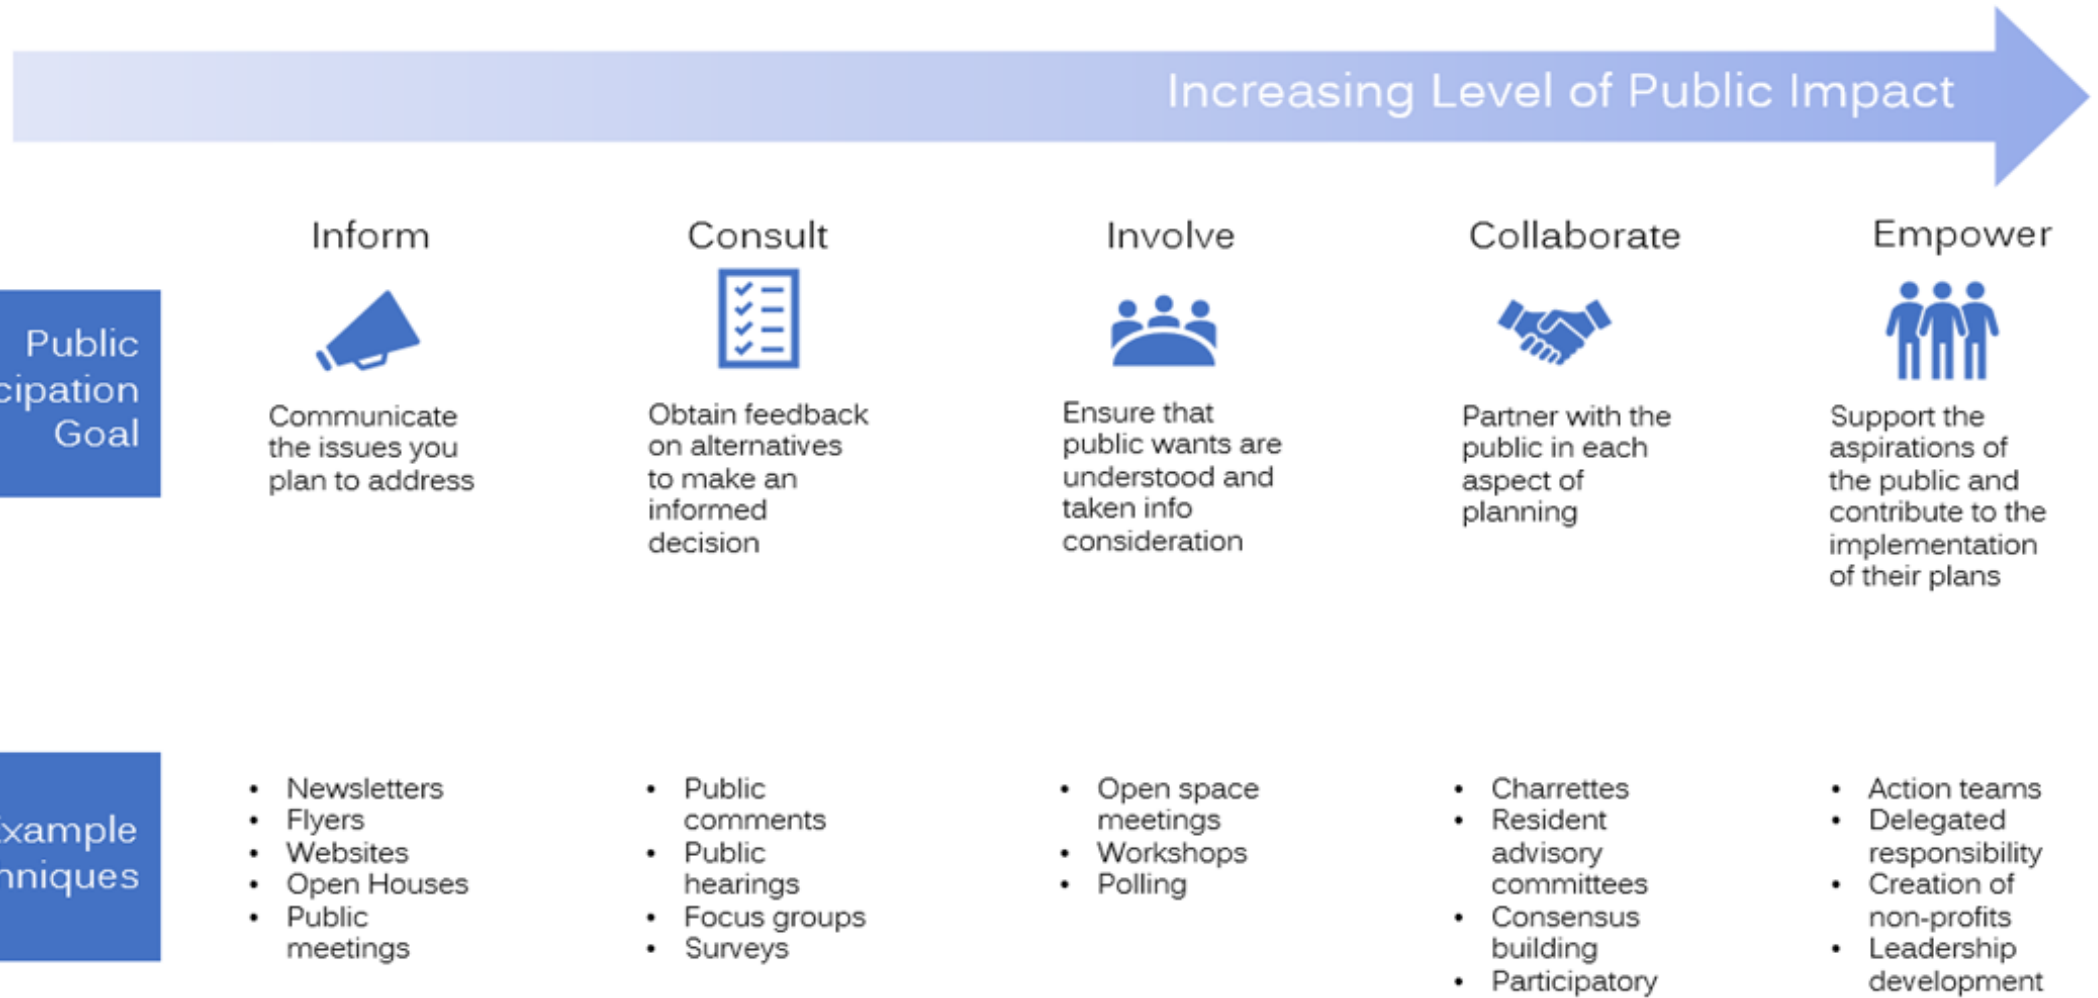 Increasing Level of Public Impact
Inform
Consult
Involve
Collaborate
Empower
Public
cipation
Goal
Communicate
the issues you
plan to address
Obtain feedback
on alternatives
to make an
informed
decision
Ensure that
public wants are
understood and
taken info
consideration
Partner with the
public in each
aspect of
planning
Support the
aspirations of
the public and
contribute to the
implementation
of their plans
xample
hniques
• Newsletters
• Flyers
• Websites
• Open Houses
• Public
meetings
• Public
comments
• Public
hearings
• Focus groups
• Surveys
• Open space
meetings
• Workshops
• Polling
• Charrettes
• Resident
advisory
committees
• Consensus
building
• Participatory
• Action teams
• Delegated
responsibility
• Creation of
non-profits
• Leadership
development